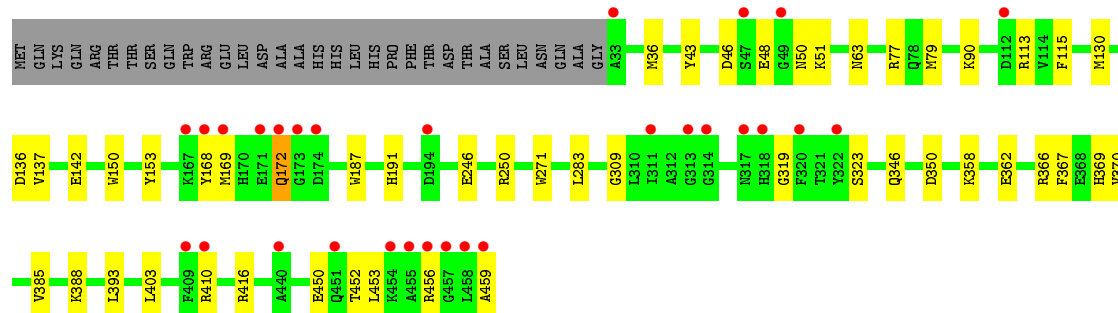 MET GLN LYS GLN ARG THR THR SER GLN TRP ARG GLU LEU ASP ALA ALA HIS HIS LEU HIS PRO PHE THR ASP THR ALA SER LEU ASN GLN ALA GLY A33 M36 Y43 D46 S47 E48 G49 N50 K51 N63 R77 Q78 M79 K90 D112 R113 V114 F115 M130
D136 V137 E142 W150 Y153 K167 Y168 M169 H170 E171 Q172 G173 D174 W187 H191 D194 E246 R250 W271 L283 G309 L310 I311 A312 G313 G314 N317 H318 G319 F320 T321 Y322 S323 Q346 D350 K358 E362 R366 F367 E368 H369 V370
V385 K388 L393 L403 F409 R410 R416 A440 E450 Q451 T452 L453 K454 A455 R456 G457 L458 A459